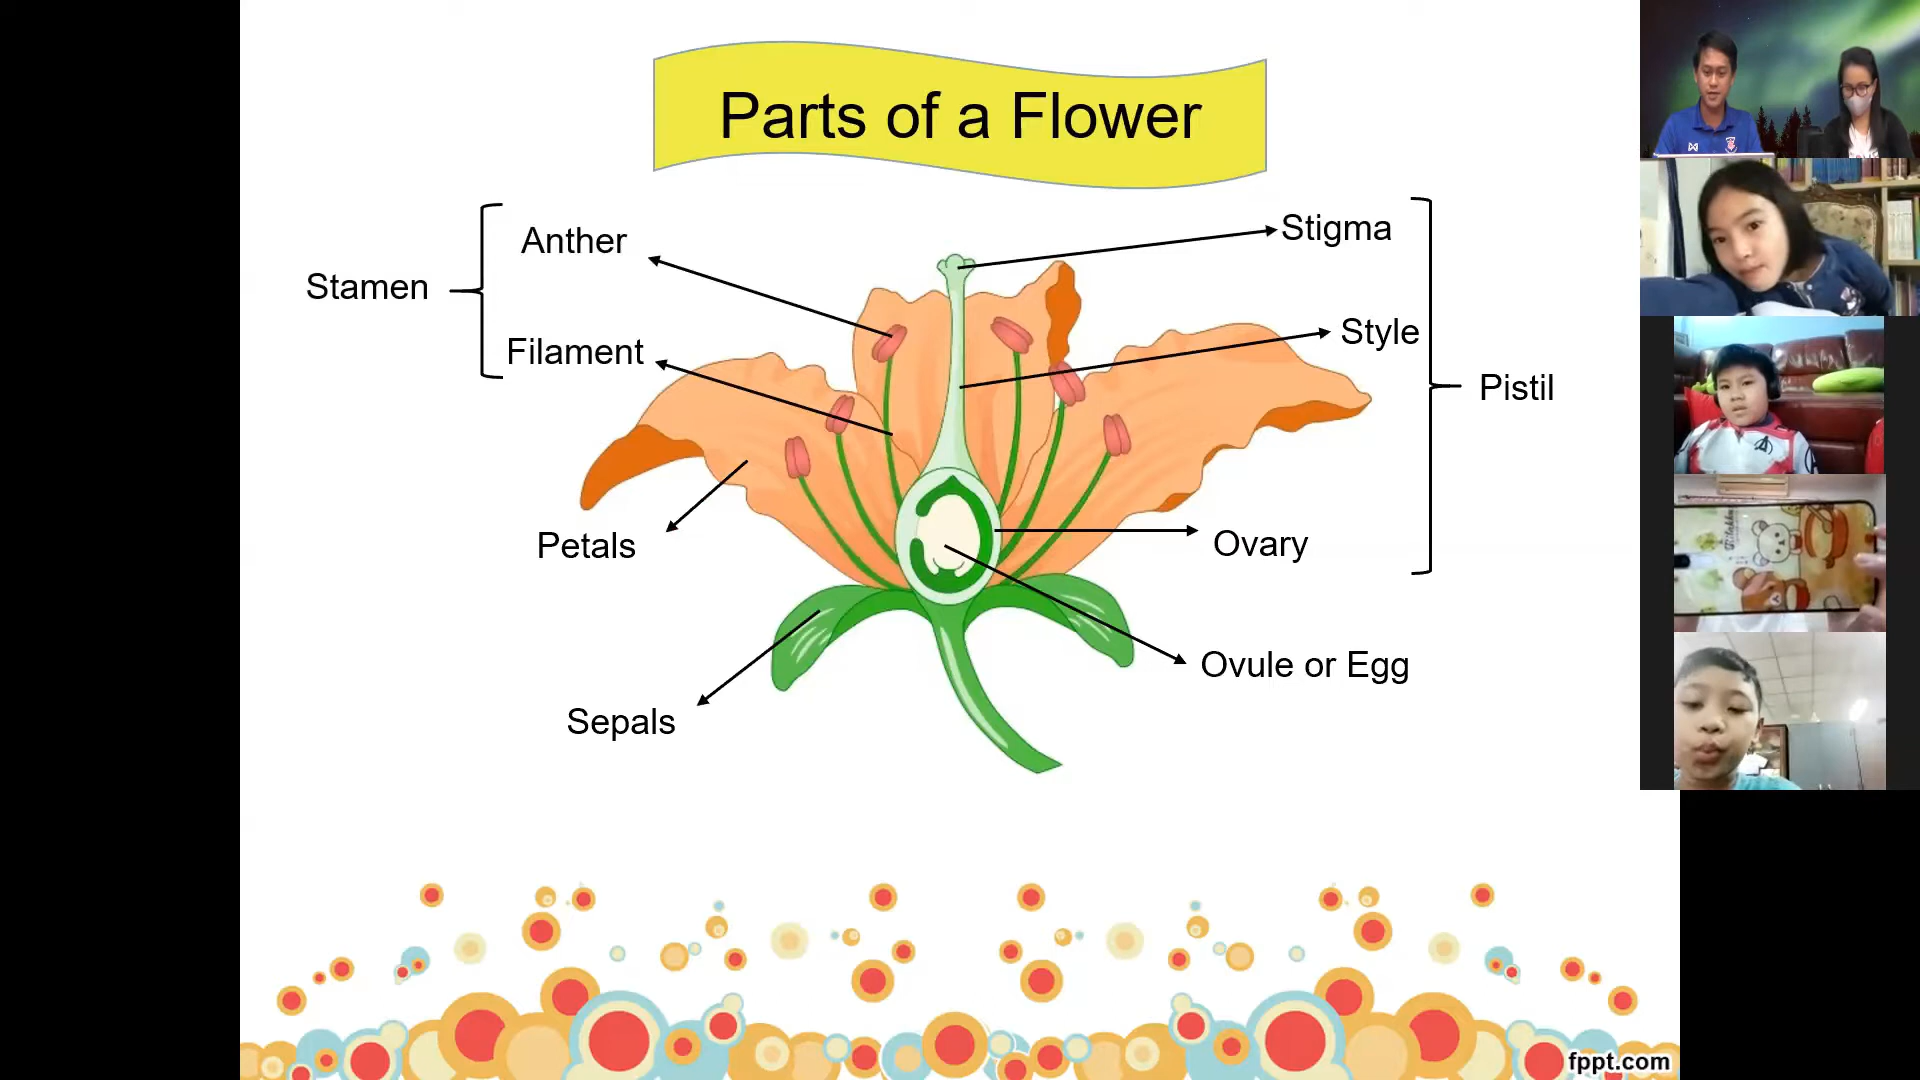 Parts of a Flower
Stamen
Anther
Filament
Petals
Sepals
Stigma
Style
Pistil
Ovary
Ovule or Egg
fppt.com